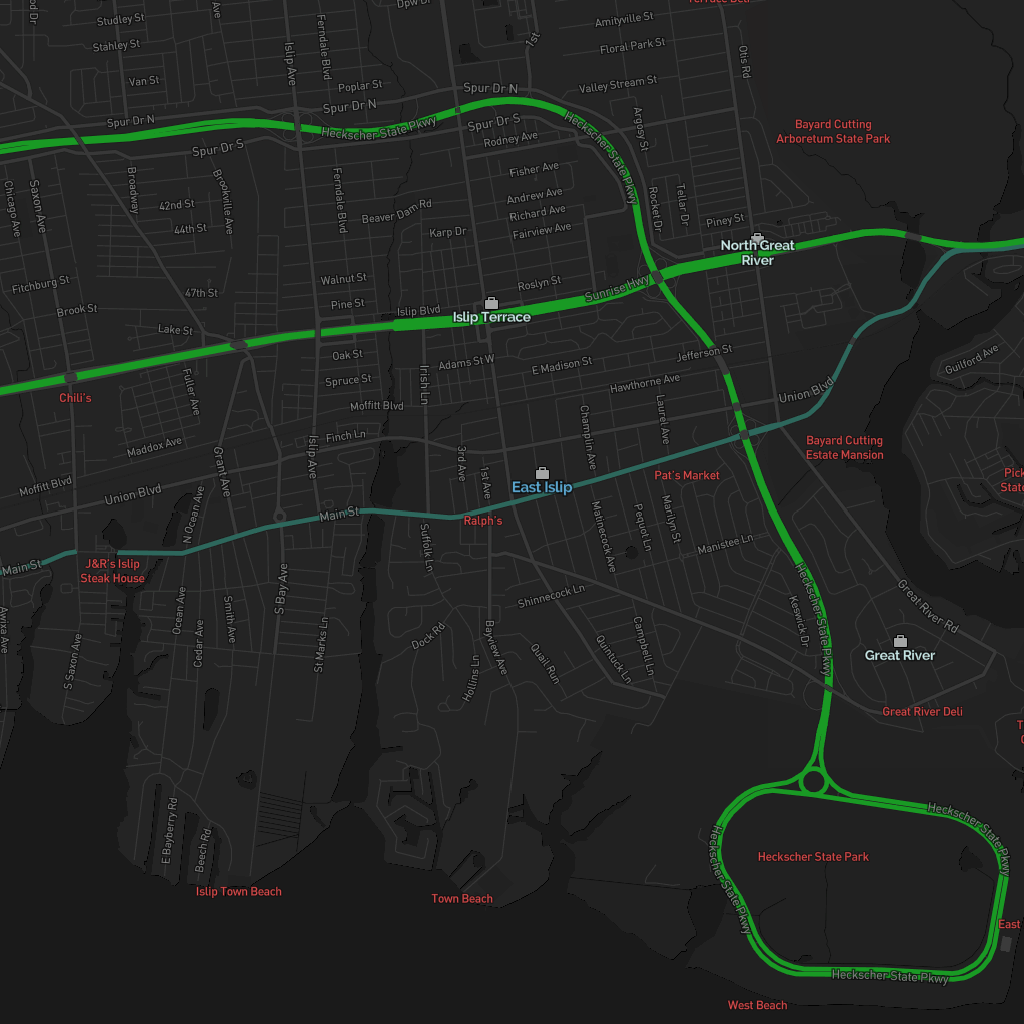 Dpw Dr
Terrace Deli
Studley St
Ave
1st
Amityville St
Stahley St
Islip Ave
Ferndale Blvd
Floral Park St
Otis Rd
Van St
Poplar St
Spur Dr N
Valley Stream St
Spur Dr N
Spur Dr N
Heckscher State Pkwy
Spur Dr S
Heckscher State Pkwy
Argosy St
Bayard Cutting
Arboretum State Park
Rodney Ave
Spur Dr S
Chicago Ave
Saxon Ave
Broadway
Brookville Ave
Ferndale Blvd
Fisher Ave
Andrew Ave
Richard Ave
Fairview Ave
42nd St
44th St
Beaver Dam Rd
Karp Dr
Rocket Dr
Tellar Dr
Piney St
North Great
River
Fitchburg St
Walnut St
Roslyn St
Sunrise Hwy
47th St
Pine St
Brook St
Islip Blvd
Islip Terrace
Lake St
Oak St
Adams St W
E Madison St
Jefferson St
Guilford Ave
Fuller Ave
Spruce St
Irish Ln
Hawthorne Ave
Union Blvd
Chili's
Moffitt Blvd
Laurel Ave
Champlin Ave
Maddox Ave
Finch Ln
Islip Ave
Grant Ave
3rd Ave
1st Ave
Bayard Cutting
Estate Mansion
Moffitt Blvd
Union Blvd
East Islip
Pat's Market
Pick
State
N Ocean Ave
Main St
Ralph's
Matinecock Ave
Pequot Ln
Marilyn St
Manistee Ln
Suffolk Ln
Main St
J&R's Islip
Steak House
S Bay Ave
Heckscher State Pkwy
Great River Rd
Awixa Ave
S Saxon Ave
Ocean Ave
Cedar Ave
Smith Ave
St Marks Ln
Shinnecock Ln
Keswick Dr
Dock Rd
Bayview Ave
Quail Run
Quintuck Ln
Campbell Ln
Great River
Hollins Ln
Great River Deli
E Bayberry Rd
Beech Rd
Heckscher State Pkwy
Heckscher State Pkwy
Heckscher State Park
Islip Town Beach
Town Beach
East
Heckscher State Pkwy
West Beach